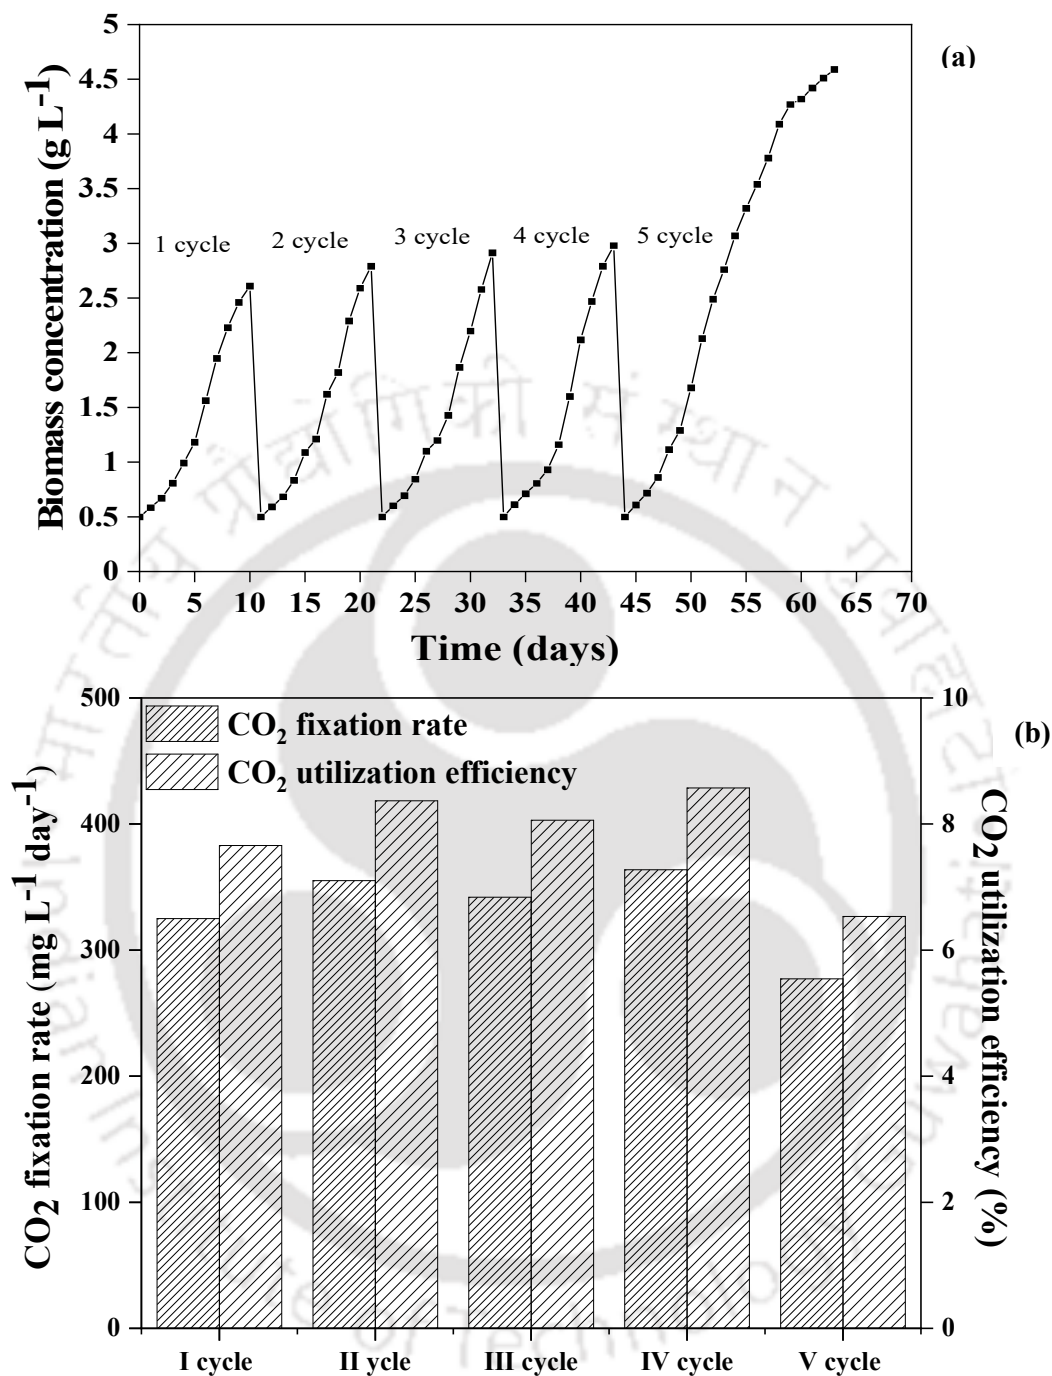 (a)
Biomass concentration (g L-1)
5
4.5
4
3.5
3
2.5
2
1.5
1
0.5
0
1 cycle 2 cycle 3 cycle 4 cycle 5 cycle
0 5 10 15 20 25 30 35 40 45 50 55 60 65 70
Time (days)
(b)
CO2 fixation rate
CO2 utilization efficiency
CO2 fixation rate (mg L-1 day-1)
500
400
300
200
100
0
10
8
6
4
2
0
CO2 utilization efficiency (%)
I cycle II ycle III cycle IV cycle V cycle